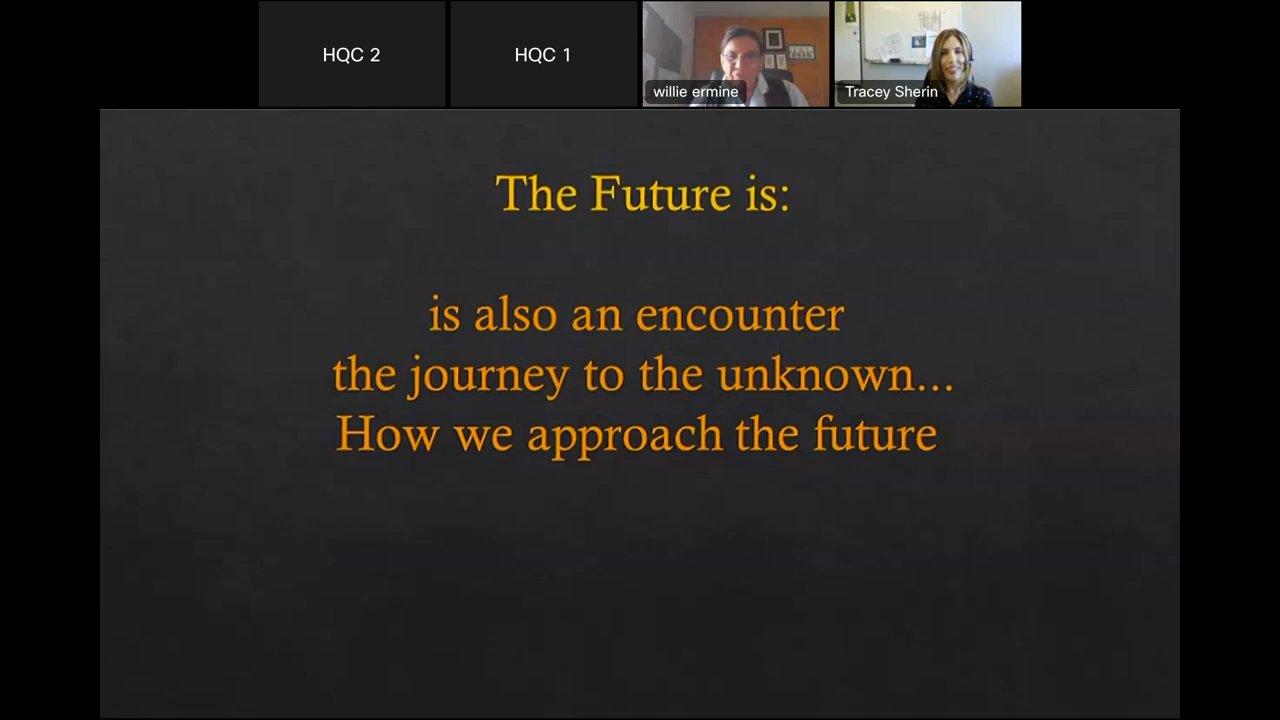 HQC 2
HQC 1
willie ermine
Tracey Sherin
The Future is:
is also an encounter
the journey to the unknown...
How we approach the future